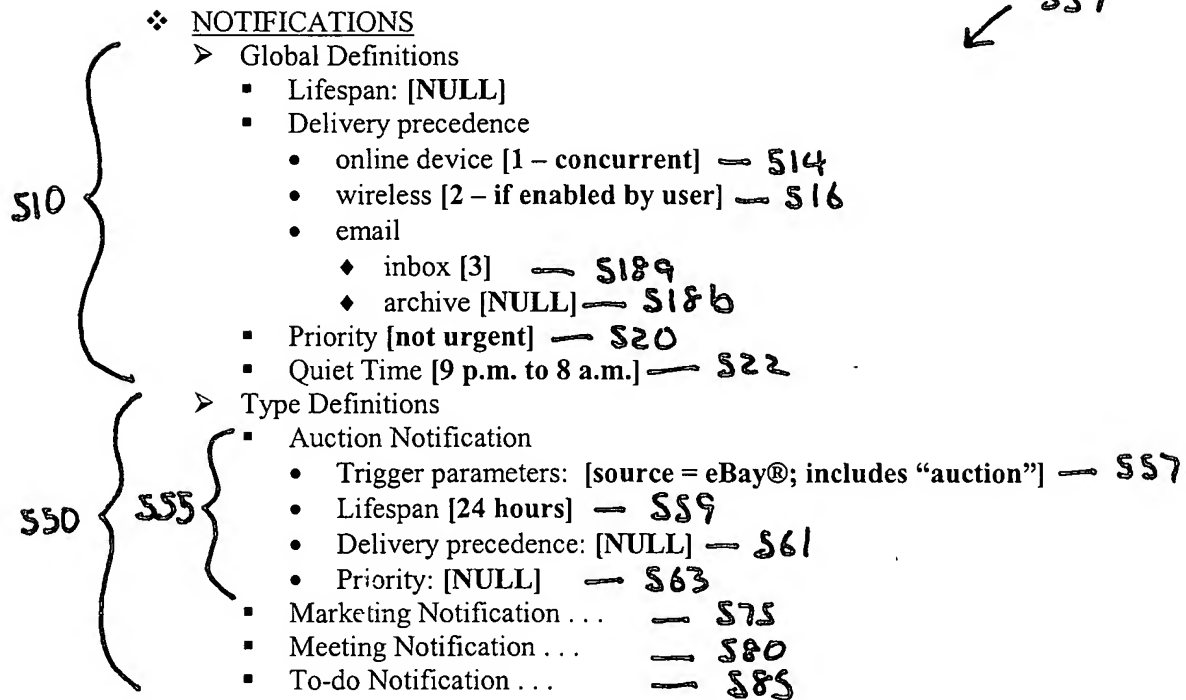 ❖ NOTIFICATIONS
➢ Global Definitions
▪ Lifespan: [NULL]
▪ Delivery precedence
510
• online device [1 – concurrent] — 514
• wireless [2 – if enabled by user] — 516
• email
♦ inbox [3] — 518a
♦ archive [NULL] — 518b
▪ Priority [not urgent] — 520
▪ Quiet Time [9 p.m. to 8 a.m.] — 522
➢ Type Definitions
550
555
▪ Auction Notification
• Trigger parameters: [source = eBay®; includes “auction”] — 557
• Lifespan [24 hours] — 559
• Delivery precedence: [NULL] — 561
• Priority: [NULL] — 563
▪ Marketing Notification . . . — 575
▪ Meeting Notification . . . — 580
▪ To-do Notification . . . — 585